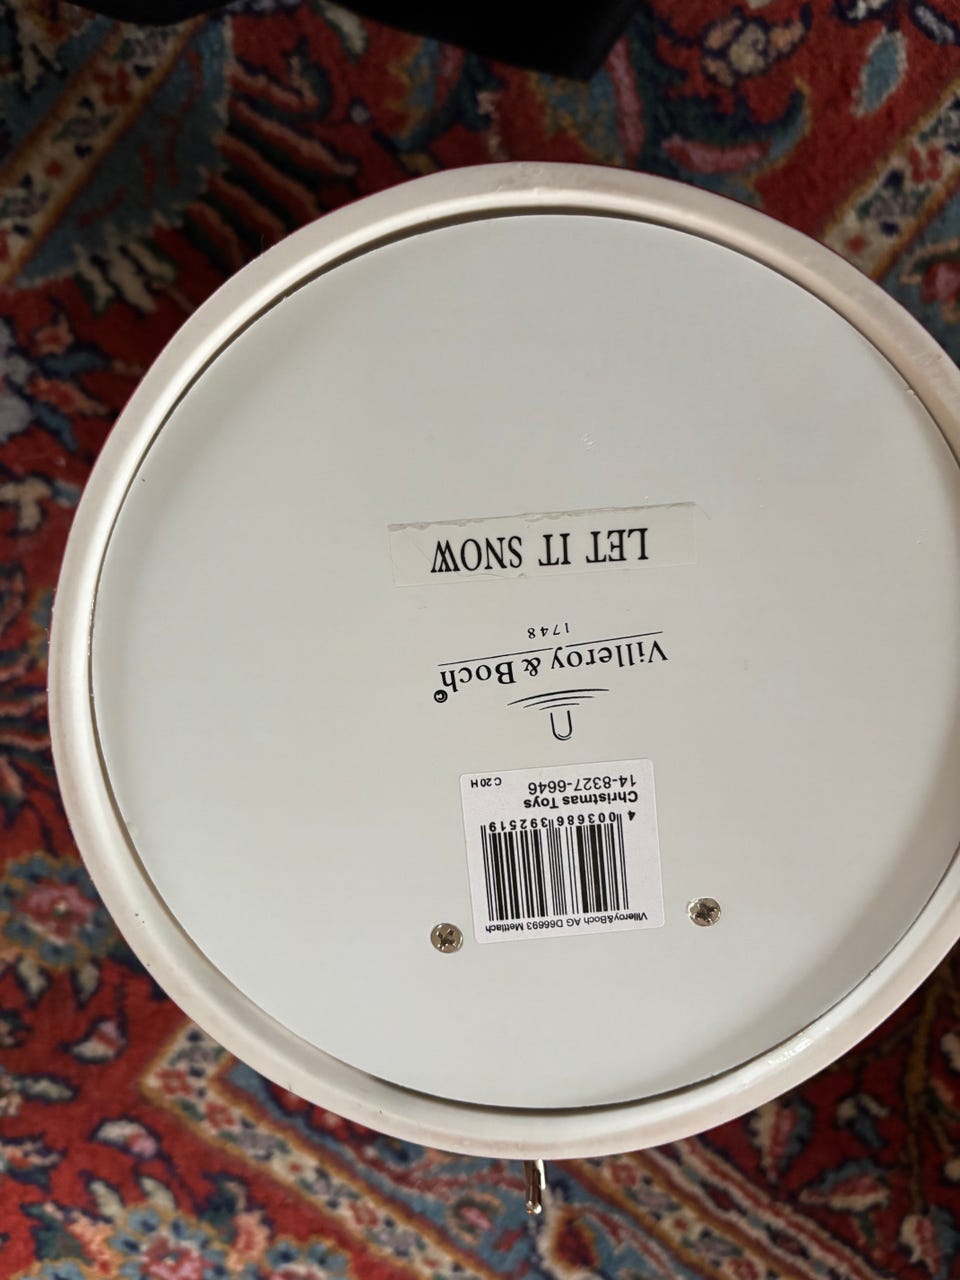 Villeroy&Boch AG D66693 Mettlach
4 003686 392519
Christmas Toys
14-8327-6646 C20H
Villeroy & Boch©
1748
LET IT SNOW